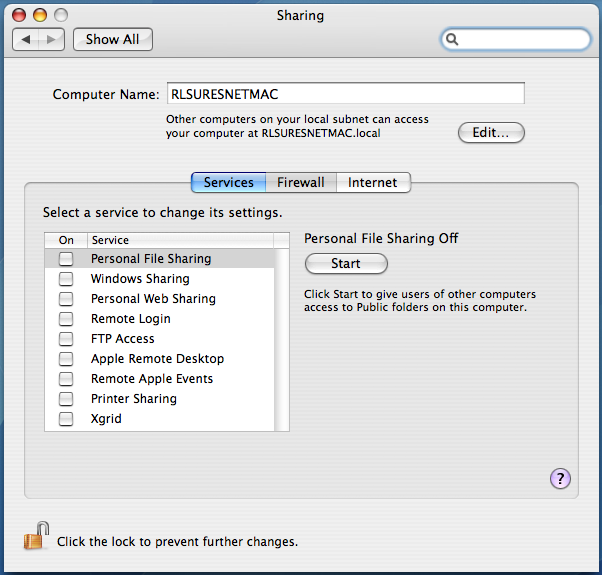 Sharing
Show All
Computer Name: RLSURESNETMAC
Other computers on your local subnet can access
your computer at RLSURESNETMAC.local
Edit...
Services Firewall Internet
Select a service to change its settings.
On Service
Personal File Sharing
Windows Sharing
Personal Web Sharing
Remote Login
FTP Access
Apple Remote Desktop
Remote Apple Events
Printer Sharing
Xgrid
Personal File Sharing Off
Start
Click Start to give users of other computers
access to Public folders on this computer.
?
Click the lock to prevent further changes.